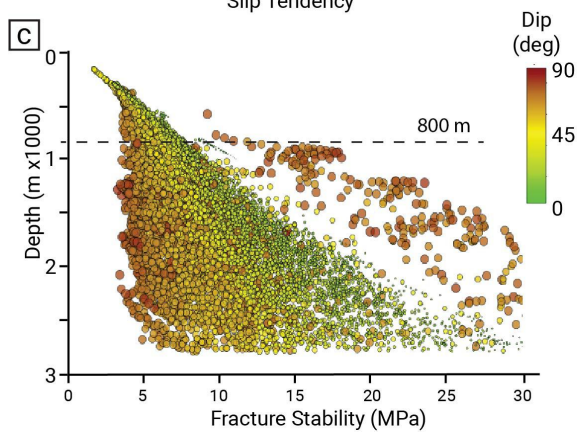 Slip Tendency
C
Dip
(deg)
90
45
0
800 m
0
1
2
3
Depth (m x1000)
0 5 10 15 20 25 30
Fracture Stability (MPa)